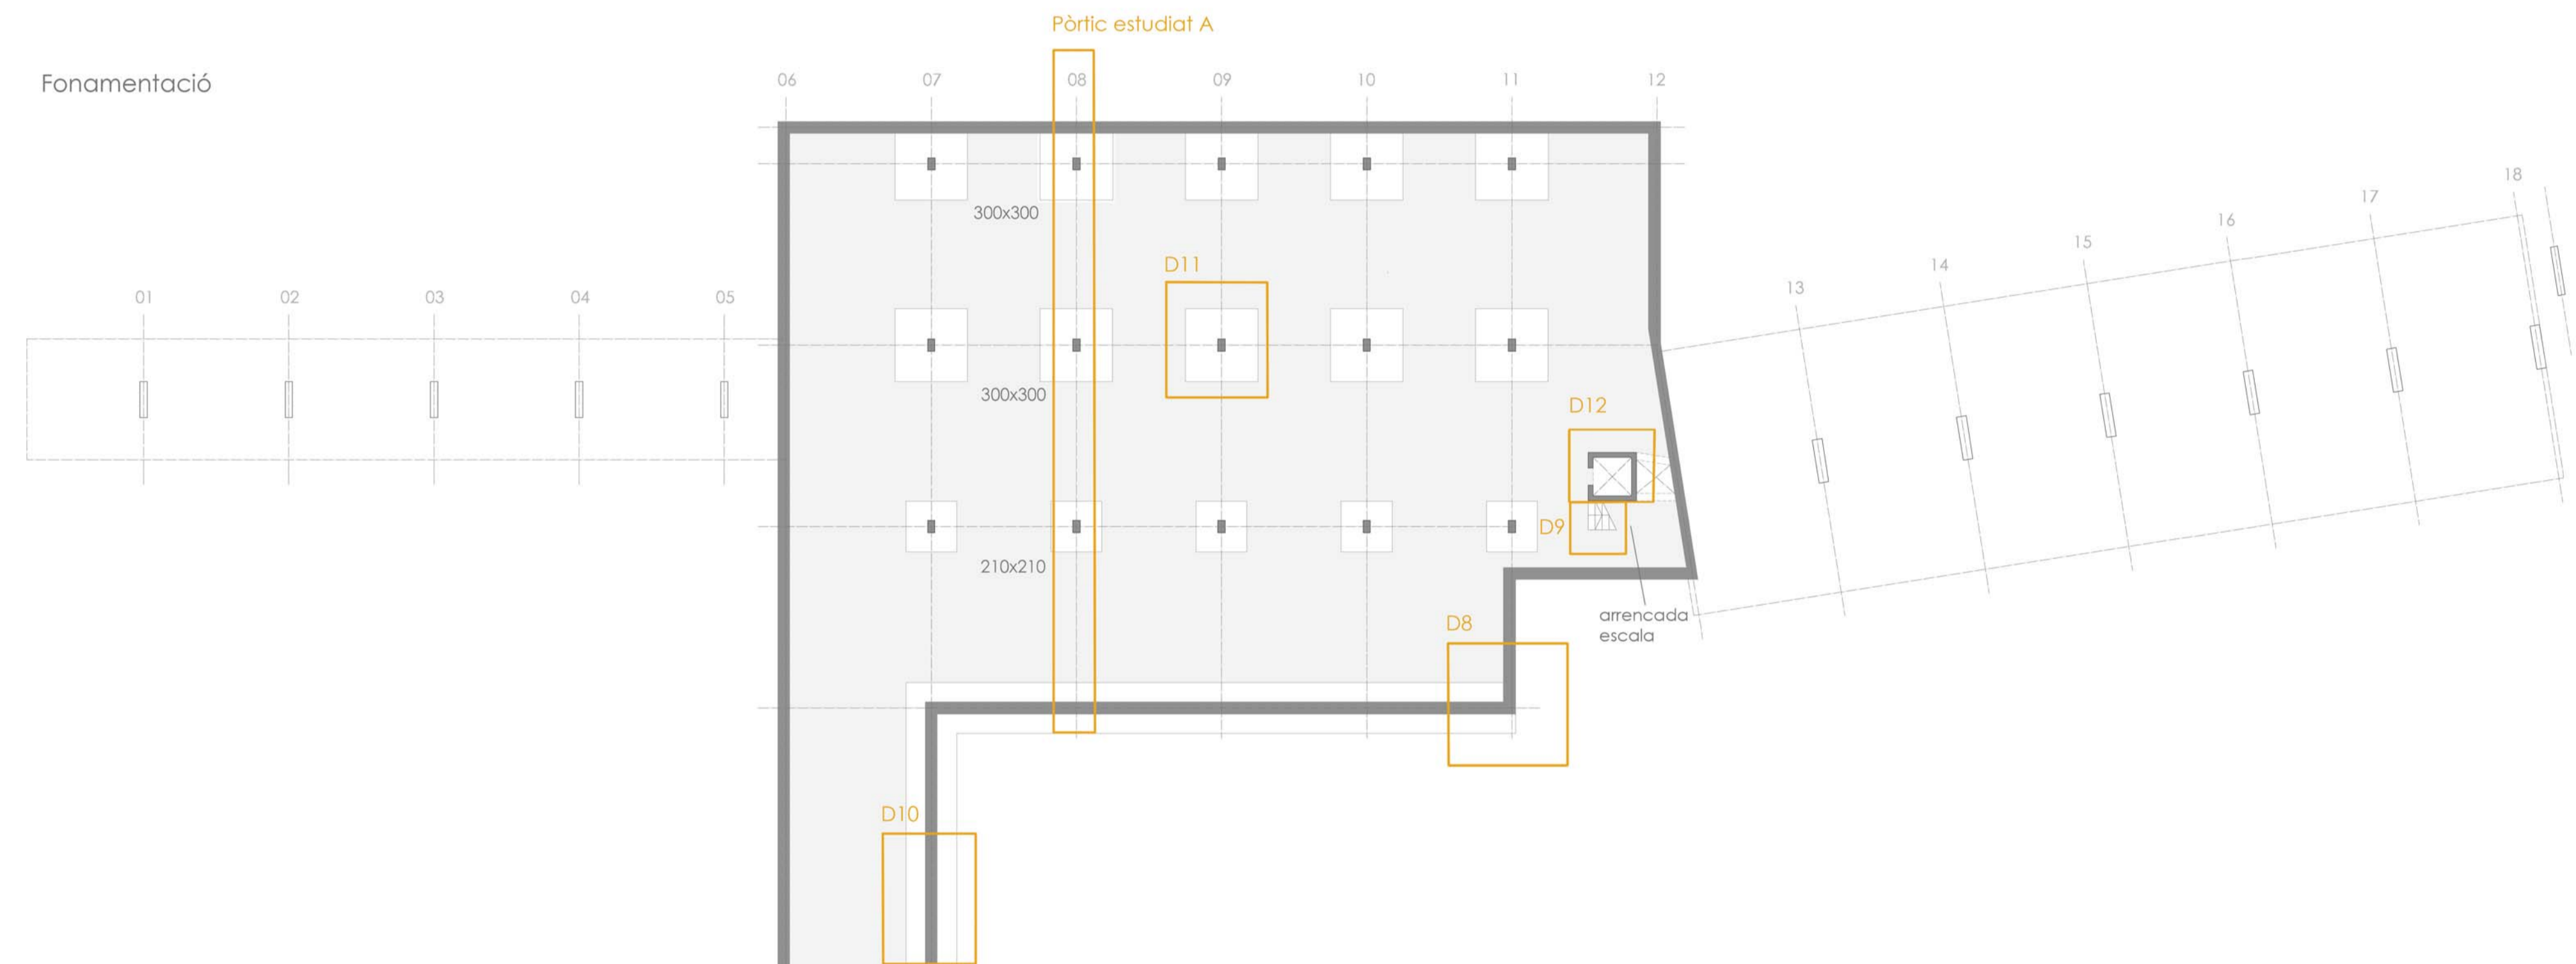 Pòrtic estudiat A
Fonamentació
06
07
08
09
10
11
12
18
17
16
15
14
13
300x300
D11
01
02
03
04
05
300x300
D12
D9
210x210
arrencada
escala
D8
D10